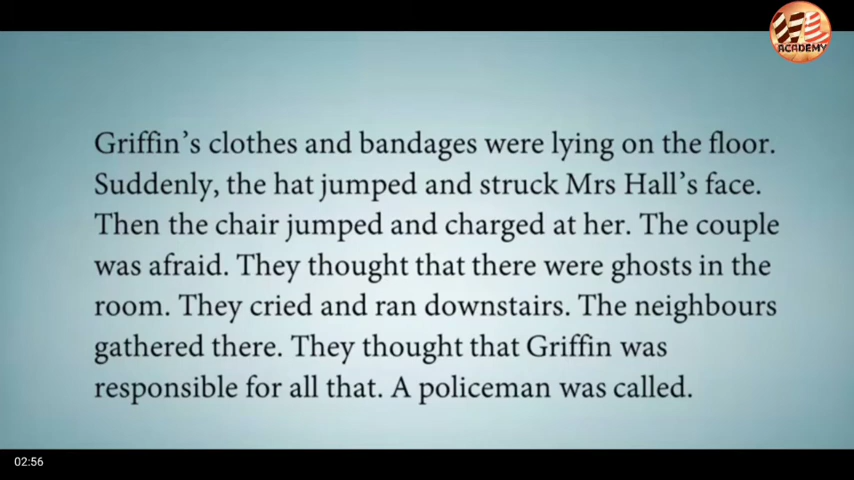 ACADEMY
Griffin’s clothes and bandages were lying on the floor.
Suddenly, the hat jumped and struck Mrs Hall’s face.
Then the chair jumped and charged at her. The couple
was afraid. They thought that there were ghosts in the
room. They cried and ran downstairs. The neighbours
gathered there. They thought that Griffin was
responsible for all that. A policeman was called.
02:56